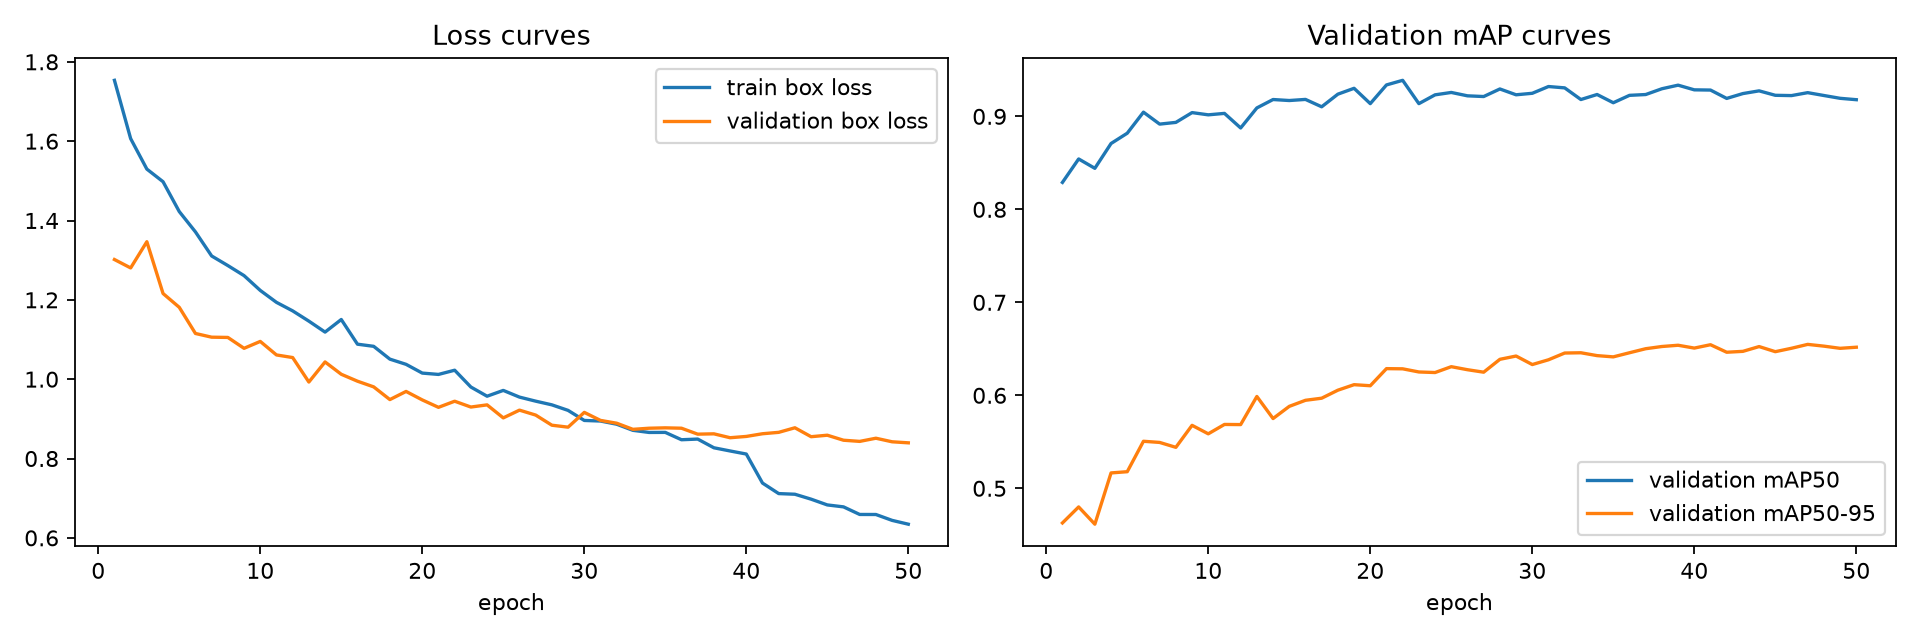 Loss curves
1.8
1.6
1.4
1.2
1.0
0.8
0.6
train box loss
validation box loss
0 10 20 30 40 50
epoch
Validation mAP curves
0.9
0.8
0.7
0.6
0.5
validation mAP50
validation mAP50-95
0 10 20 30 40 50
epoch